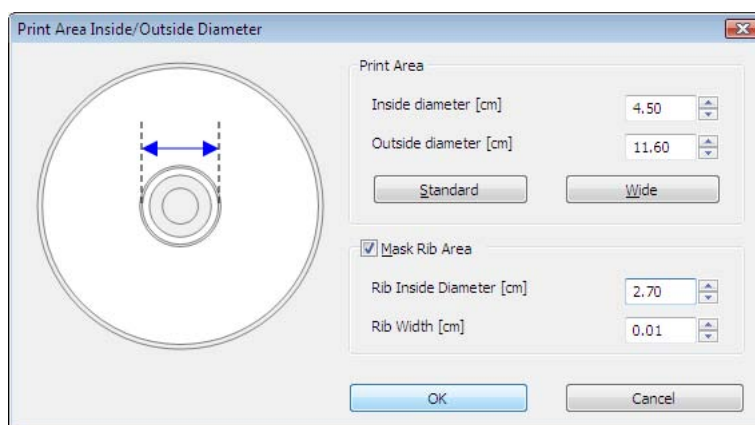 Print Area Inside/Outside Diameter
Print Area
Inside diameter [cm] 4.50
Outside diameter [cm] 11.60
Standard Wide
Mask Rib Area
Rib Inside Diameter [cm] 2.70
Rib Width [cm] 0.01
OK Cancel